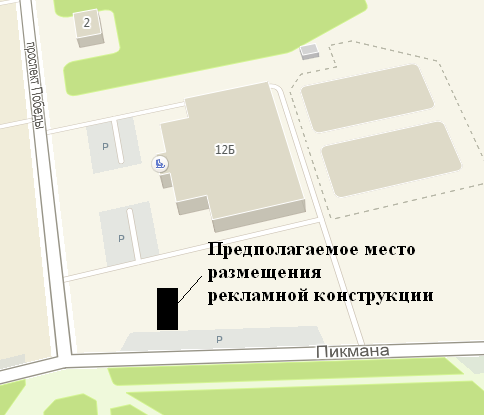 2
проспект Победы
P
12Б
P
Предполагаемое место
размещения
рекламной конструкции
P
Пикмана